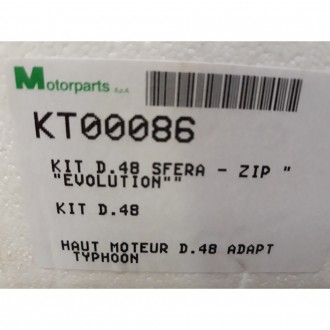 Motorparts S.p.A
KT00086
KIT D.48 SFERA - ZIP "
"EVOLUTION""
KIT D.48
HAUT MOTEUR D.48 ADAPT
TYPHOON